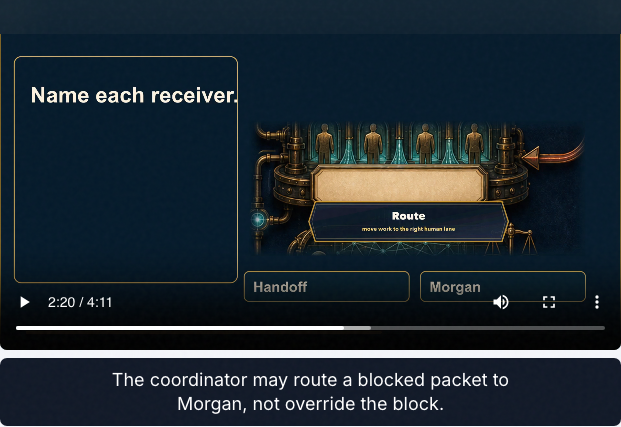 Name each receiver.
Route
move work to the right human lane
Handoff
Morgan
2:20 / 4:11
The coordinator may route a blocked packet to
Morgan, not override the block.